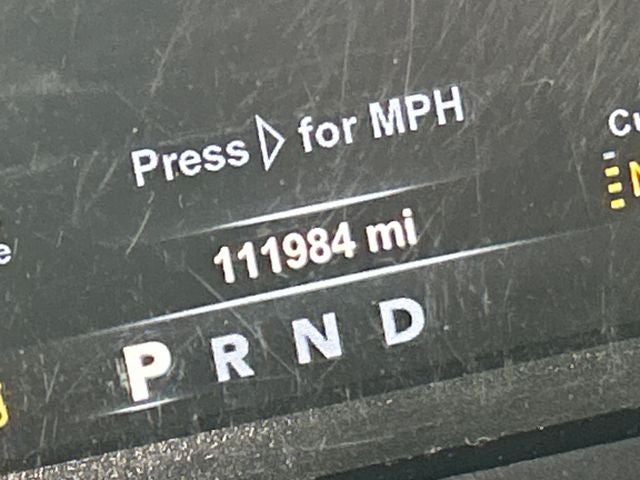 Press ▷ for MPH
111984 mi
P R N D